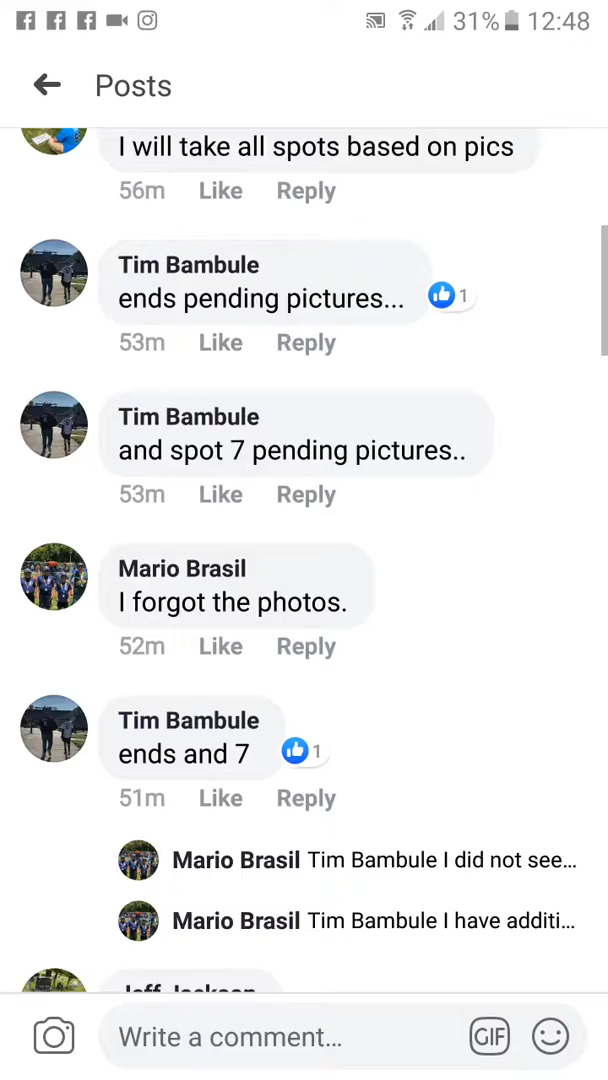 31% 12:48
Posts
I will take all spots based on pics
56m Like Reply
Tim Bambule
ends pending pictures...
1
53m Like Reply
Tim Bambule
and spot 7 pending pictures..
53m Like Reply
Mario Brasil
I forgot the photos.
52m Like Reply
Tim Bambule
ends and 7
1
51m Like Reply
Mario Brasil Tim Bambule I did not see...
Mario Brasil Tim Bambule I have additi...
Jeff Jackson
Write a comment...
GIF